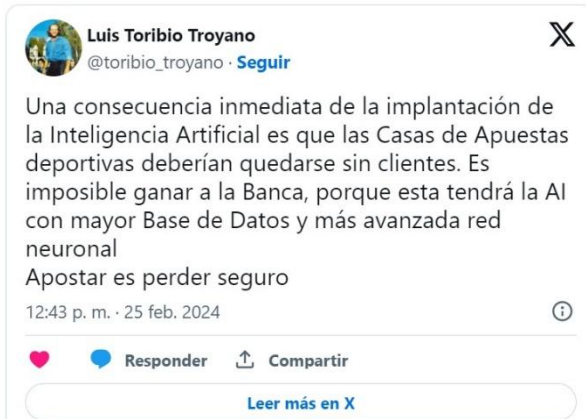 Luis Toribio Troyano
@toribio_troyano · Seguir
Una consecuencia inmediata de la implantación de
la Inteligencia Artificial es que las Casas de Apuestas
deportivas deberían quedarse sin clientes. Es
imposible ganar a la Banca, porque esta tendrá la AI
con mayor Base de Datos y más avanzada red
neuronal
Apostar es perder seguro
12:43 p. m. · 25 feb. 2024
Responder Compartir
Leer más en X